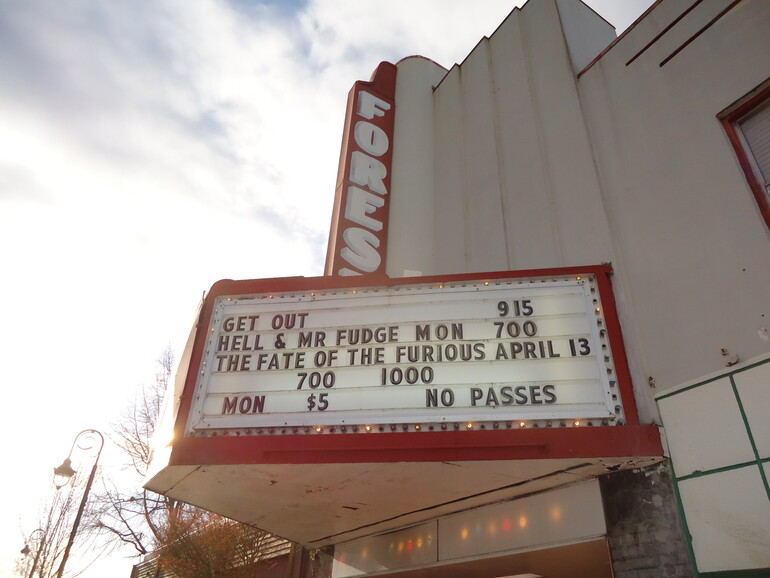 FORES
GET OUT 915
HELL & MR FUDGE MON 700
THE FATE OF THE FURIOUS APRIL 13
700 1000
MON $5 NO PASSES